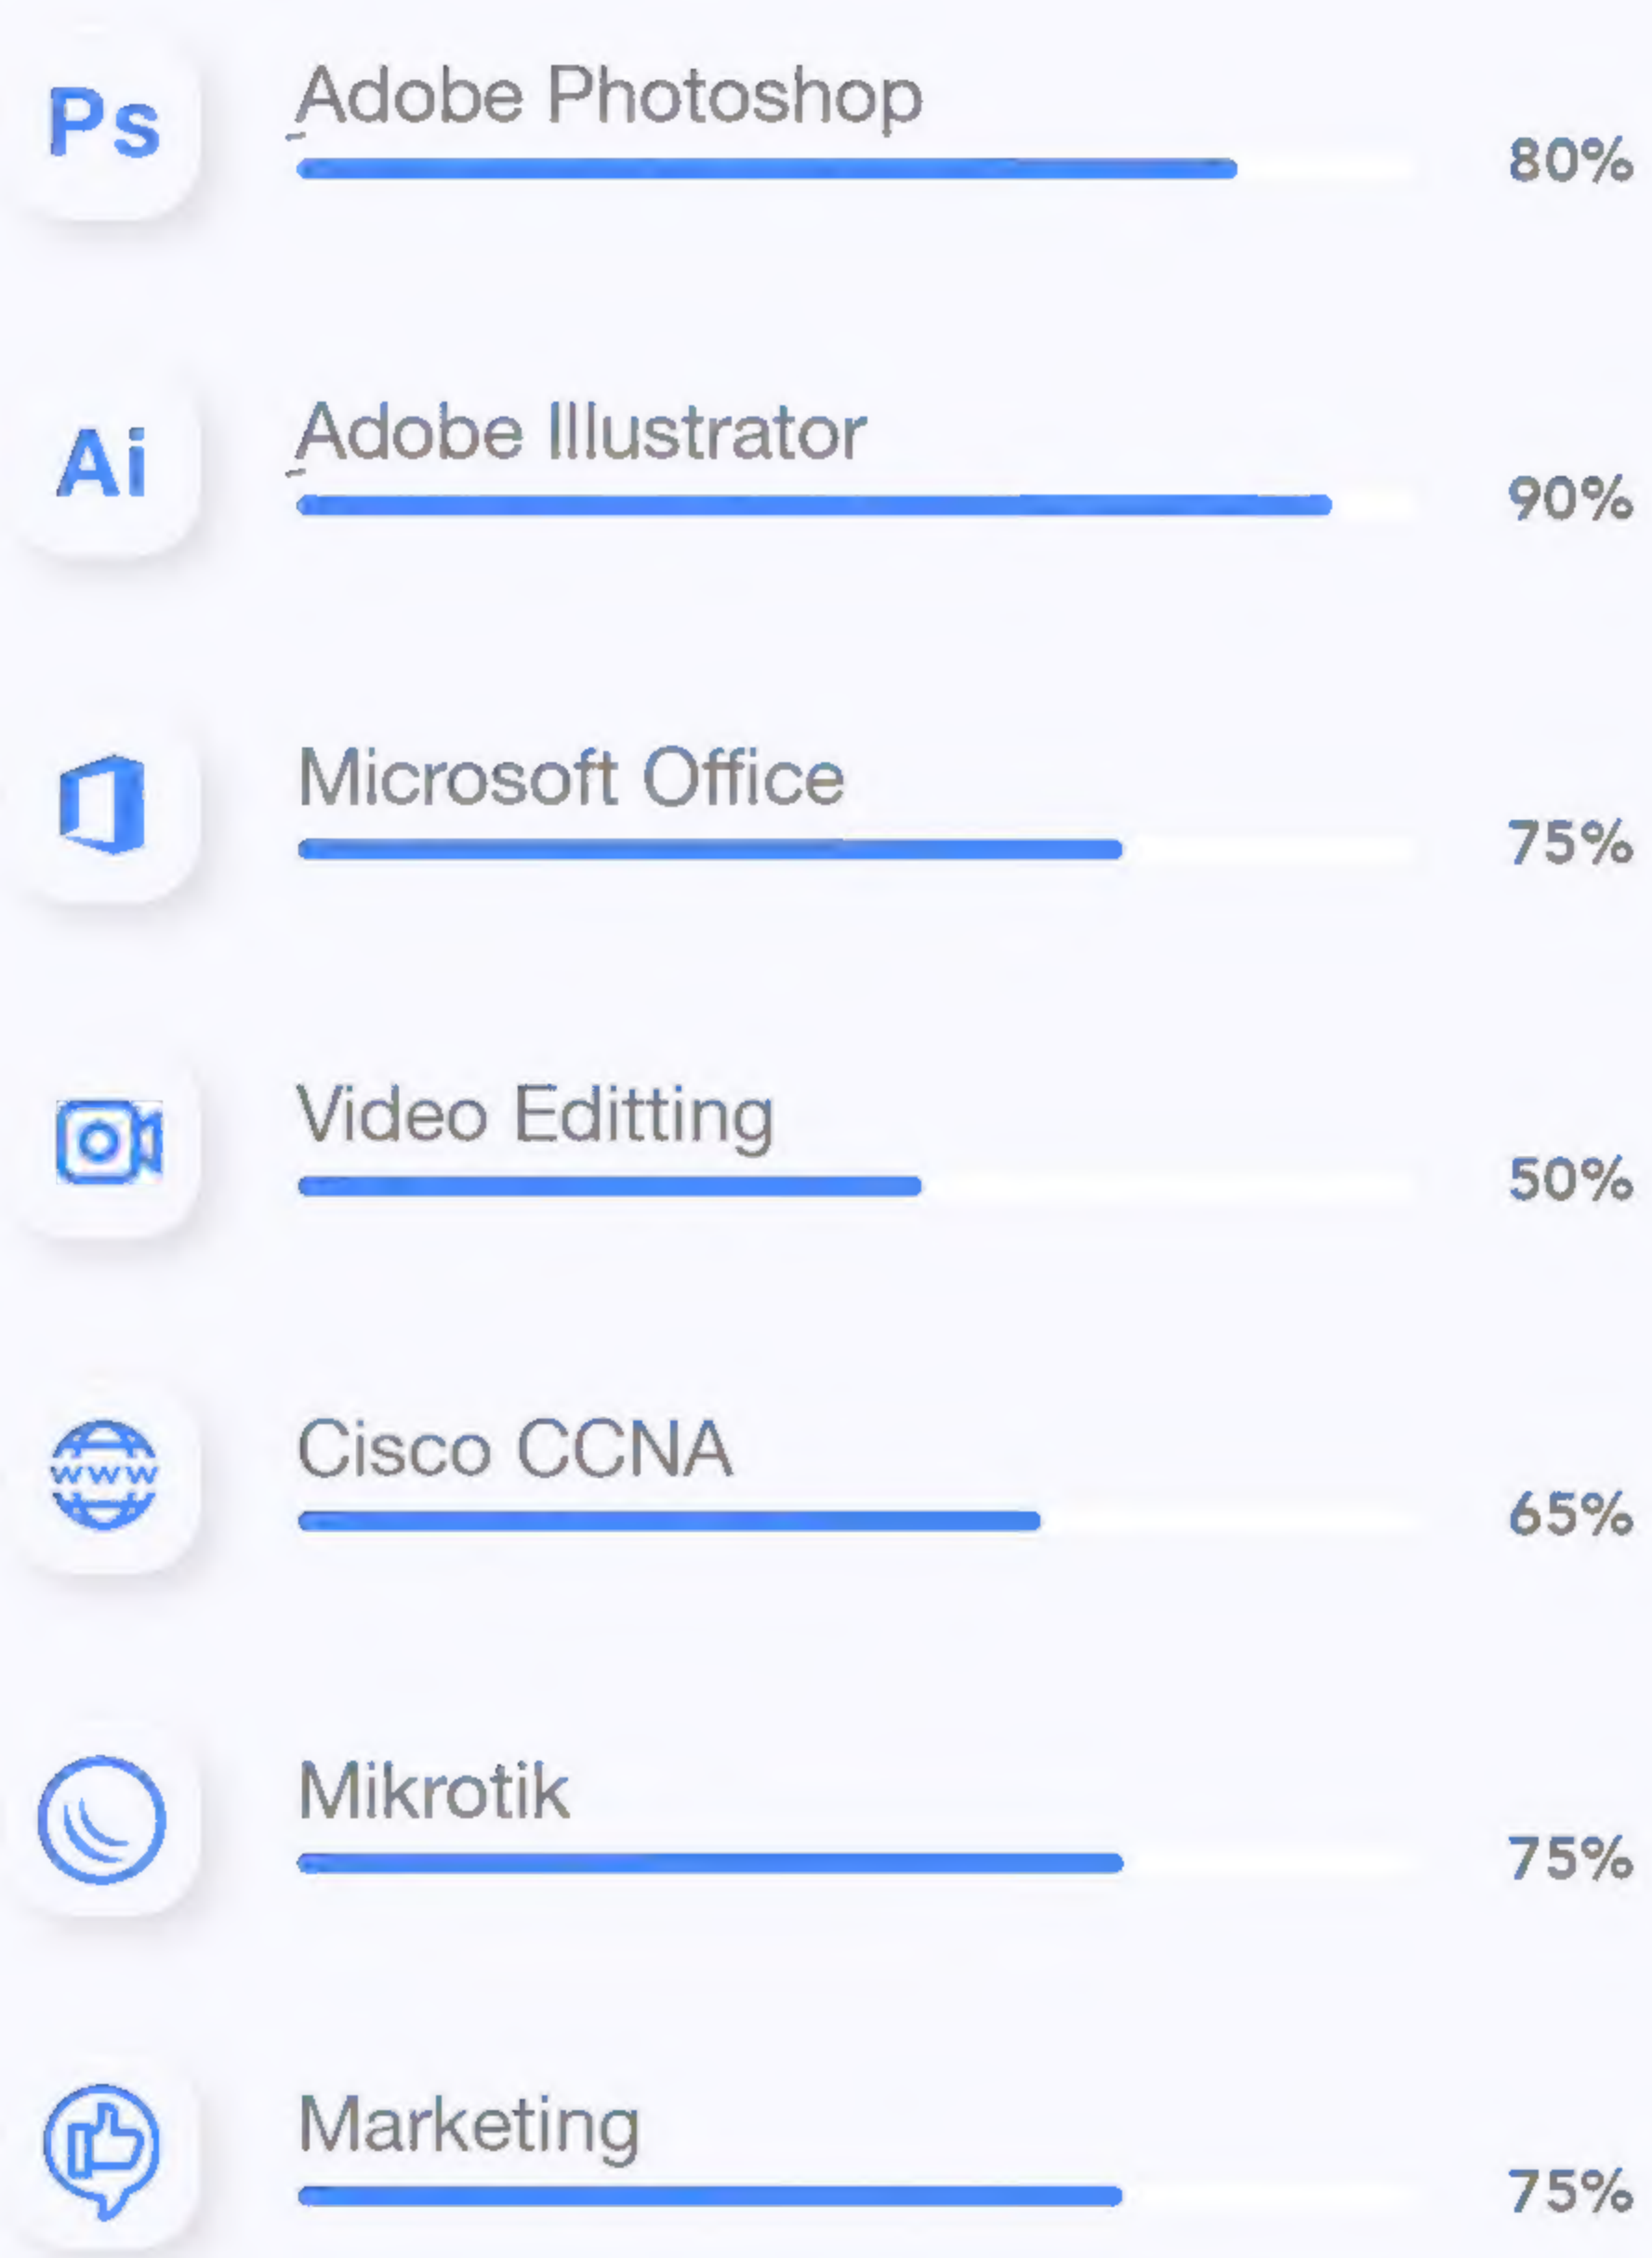 Ps
Adobe Photoshop
80%
Ai
Adobe Illustrator
90%
Microsoft Office
75%
Video Editting
50%
www
Cisco CCNA
65%
Mikrotik
75%
Marketing
75%